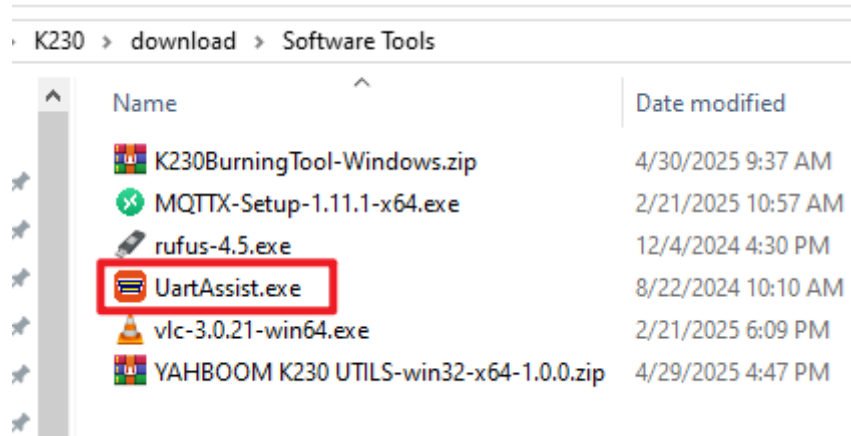 K230 > download > Software Tools
Name Date modified
K230BurningTool-Windows.zip 4/30/2025 9:37 AM
MQTTX-Setup-1.11.1-x64.exe 2/21/2025 10:57 AM
rufus-4.5.exe 12/4/2024 4:30 PM
UartAssist.exe 8/22/2024 10:10 AM
vlc-3.0.21-win64.exe 2/21/2025 6:09 PM
YAHBOOM K230 UTILS-win32-x64-1.0.0.zip 4/29/2025 4:47 PM